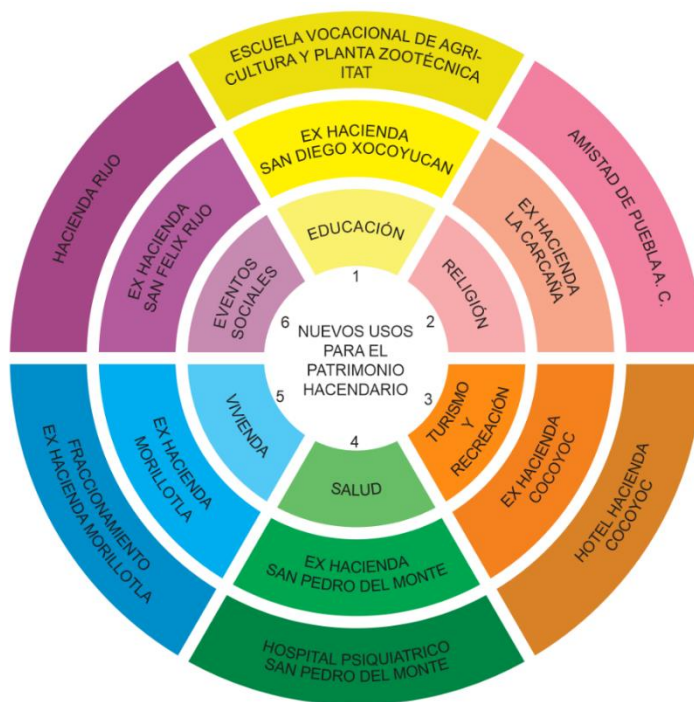 NUEVOS USOS
PARA EL
PATRIMONIO
HACENDARIO
1
EDUCACIÓN
EX HACIENDA
SAN DIEGO XOCOYUCAN
ESCUELA VOCACIONAL DE AGRI-
CULTURA Y PLANTA ZOOTÉCNICA
ITAT
2
RELIGIÓN
EX HACIENDA
LA CARCAÑA
AMISTAD DE PUEBLA A. C.
3
TURISMO
Y
RECREACIÓN
EX HACIENDA
COCOYOC
HOTEL HACIENDA
COCOYOC
4
SALUD
EX HACIENDA
SAN PEDRO DEL MONTE
HOSPITAL PSIQUIATRICO
SAN PEDRO DEL MONTE
5
VIVIENDA
EX HACIENDA
MORILLOTLA
FRACCIONAMIENTO
EX HACIENDA MORILLOTLA
6
EVENTOS
SOCIALES
EX HACIENDA
SAN FELIX RIJO
HACIENDA RIJO